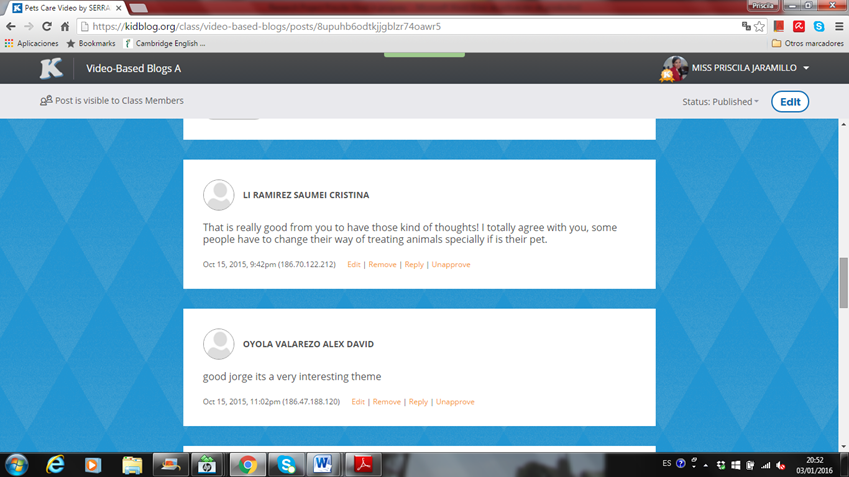 Pets Care Video by SERRA
Priscila
https://kidblog.org/class/video-based-blogs/posts/8upuhb6odtkjjgblzr74oawr5
Aplicaciones Bookmarks Cambridge English ... Otros marcadores
K Video-Based Blogs A MISS PRISCILA JARAMILLO
Post is visible to Class Members Status: Published Edit
LI RAMIREZ SAUMEI CRISTINA
That is really good from you to have those kind of thoughts! I totally agree with you, some
people have to change their way of treating animals specially if is their pet.
Oct 15, 2015, 9:42pm (186.70.122.212) Edit | Remove | Reply | Unapprove
OYOLA VALAREZO ALEX DAVID
good jorge its a very interesting theme
Oct 15, 2015, 11:02pm (186.47.188.120) Edit | Remove | Reply | Unapprove
ES 20:52
03/01/2016